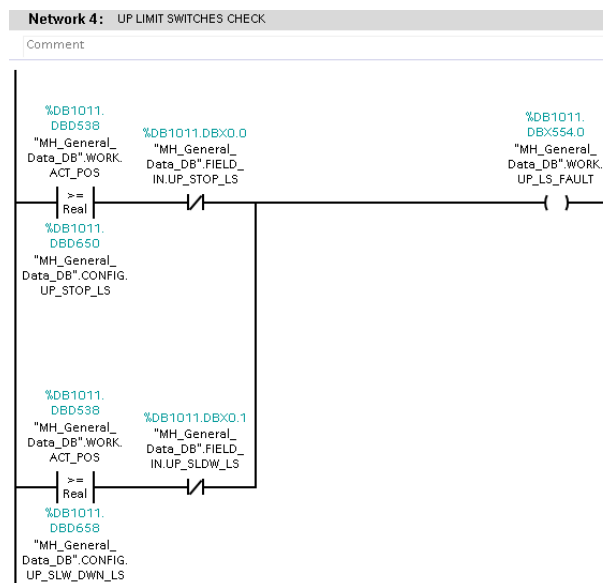 Network 4: UP LIMIT SWITCHES CHECK
Comment
%DB1011.
DBD538
"MH_General_
Data_DB".WORK.
ACT_POS
>=
Real
%DB1011.
DBD650
"MH_General_
Data_DB".CONFIG.
UP_STOP_LS
%DB1011.DBX0.0
"MH_General_
Data_DB".FIELD_
IN.UP_STOP_LS
%DB1011.
DBX554.0
"MH_General_
Data_DB".WORK.
UP_LS_FAULT
%DB1011.
DBD538
"MH_General_
Data_DB".WORK.
ACT_POS
>=
Real
%DB1011.
DBD658
"MH_General_
Data_DB".CONFIG.
UP_SLW_DWN_LS
%DB1011.DBX0.1
"MH_General_
Data_DB".FIELD_
IN.UP_SLDW_LS